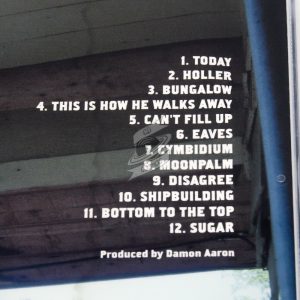 1. TODAY
2. HOLLER
3. BUNGALOW
4. THIS IS HOW HE WALKS AWAY
5. CAN'T FILL UP
6. EAVES
7. CYMBIDIUM
8. MOONPALM
9. DISAGREE
10. SHIPBUILDING
11. BOTTOM TO THE TOP
12. SUGAR
Produced by Damon Aaron